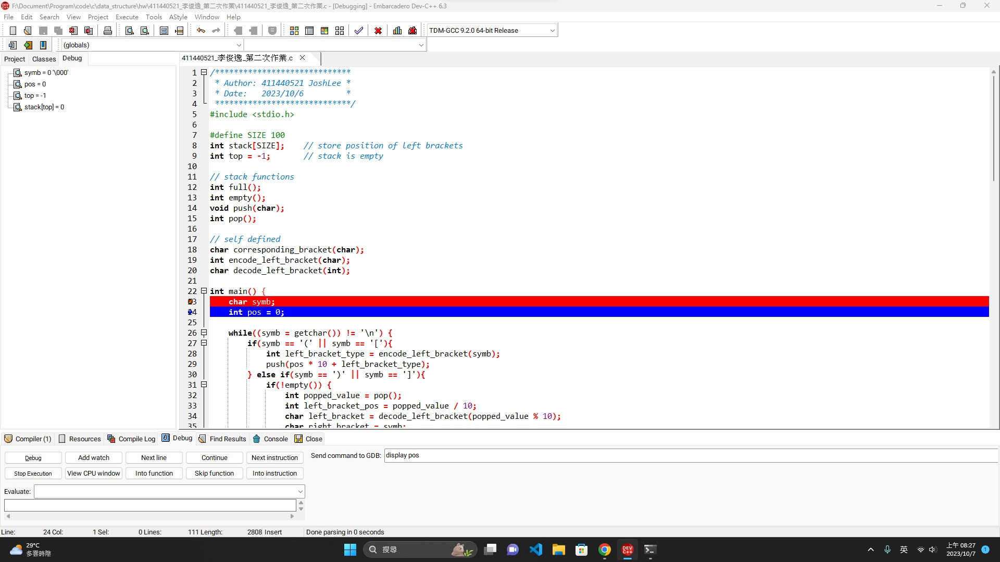 F:\Document\Program\code\c\data_structure\hw\411440521_李俊逸_第二次作業\411440521_李俊逸_第二次作業.c - [Debugging] - Embarcadero Dev-C++ 6.3
File Edit Search View Project Execute Tools AStyle Window Help
TDM-GCC 9.2.0 64-bit Release
(globals)
Project Classes Debug
411440521_李俊逸_第二次作業.c
symb = 0 '\000'
pos = 0
top = -1
stack[top] = 0
1 /*****************************
2  * Author: 411440521 JoshLee *
3  * Date:   2023/10/6         *
4  *****************************/
5 #include <stdio.h>
6
7 #define SIZE 100
8 int stack[SIZE];    // store position of left brackets
9 int top = -1;       // stack is empty
10
11 // stack functions
12 int full();
13 int empty();
14 void push(char);
15 int pop();
16
17 // self defined
18 char corresponding_bracket(char);
19 int encode_left_bracket(char);
20 char decode_left_bracket(int);
21
22 int main() {
23     char symb;
24     int pos = 0;
25
26     while((symb = getchar()) != '\n') {
27         if(symb == '(' || symb == '['){
28             int left_bracket_type = encode_left_bracket(symb);
29             push(pos * 10 + left_bracket_type);
30         } else if(symb == ')' || symb == ']'){
31             if(!empty()) {
32                 int popped_value = pop();
33                 int left_bracket_pos = popped_value / 10;
34                 char left_bracket = decode_left_bracket(popped_value % 10);
35                 char right_bracket = symb;
Compiler (1) Resources Compile Log Debug Find Results Console Close
Debug Add watch Next line Continue Next instruction Send command to GDB: display pos
Stop Execution View CPU window Into function Skip function Into instruction
Evaluate:
Line: 24 Col: 1 Sel: 0 Lines: 111 Length: 2808 Insert Done parsing in 0 seconds
29°C
多雲時陰
搜尋
DEV C++
英
上午 08:27
2023/10/7
1